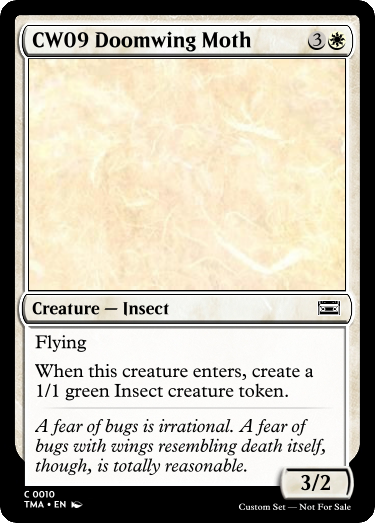 CW09 Doomwing Moth 3
Creature — Insect
Flying
When this creature enters, create a
1/1 green Insect creature token.
A fear of bugs is irrational. A fear of
bugs with wings resembling death itself,
though, is totally reasonable.
3/2
C 0010
TMA • EN
Custom Set — Not For Sale